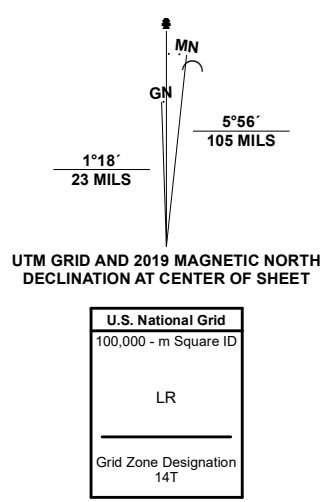 MN
GN
5°56´
105 MILS
1°18´
23 MILS
UTM GRID AND 2019 MAGNETIC NORTH
DECLINATION AT CENTER OF SHEET
U.S. National Grid
100,000 - m Square ID
LR
Grid Zone Designation
14T